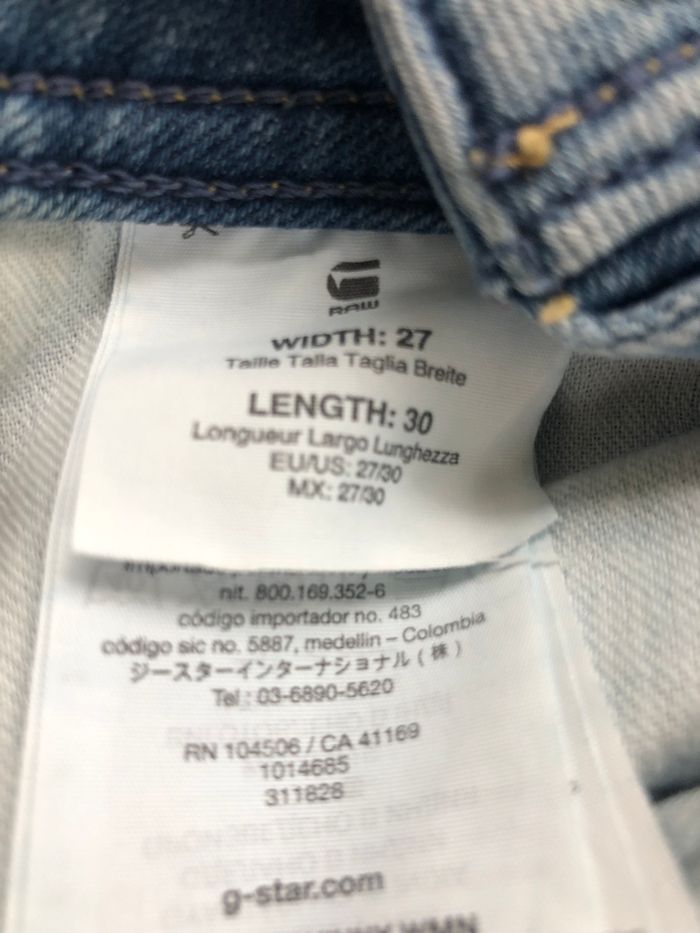 RAW
WIDTH: 27
Taille Talla Taglia Breite
LENGTH: 30
Longueur Largo Lunghezza
EU/US: 27/30
MX: 27/30
nit. 800.169.352-6
código importador no. 483
código sic no. 5887, medellin – Colombia
ジースターインターナショナル（株）
Tel : 03-6890-5620
RN 104506 / CA 41169
1014685
311828
g-star.com
WMN